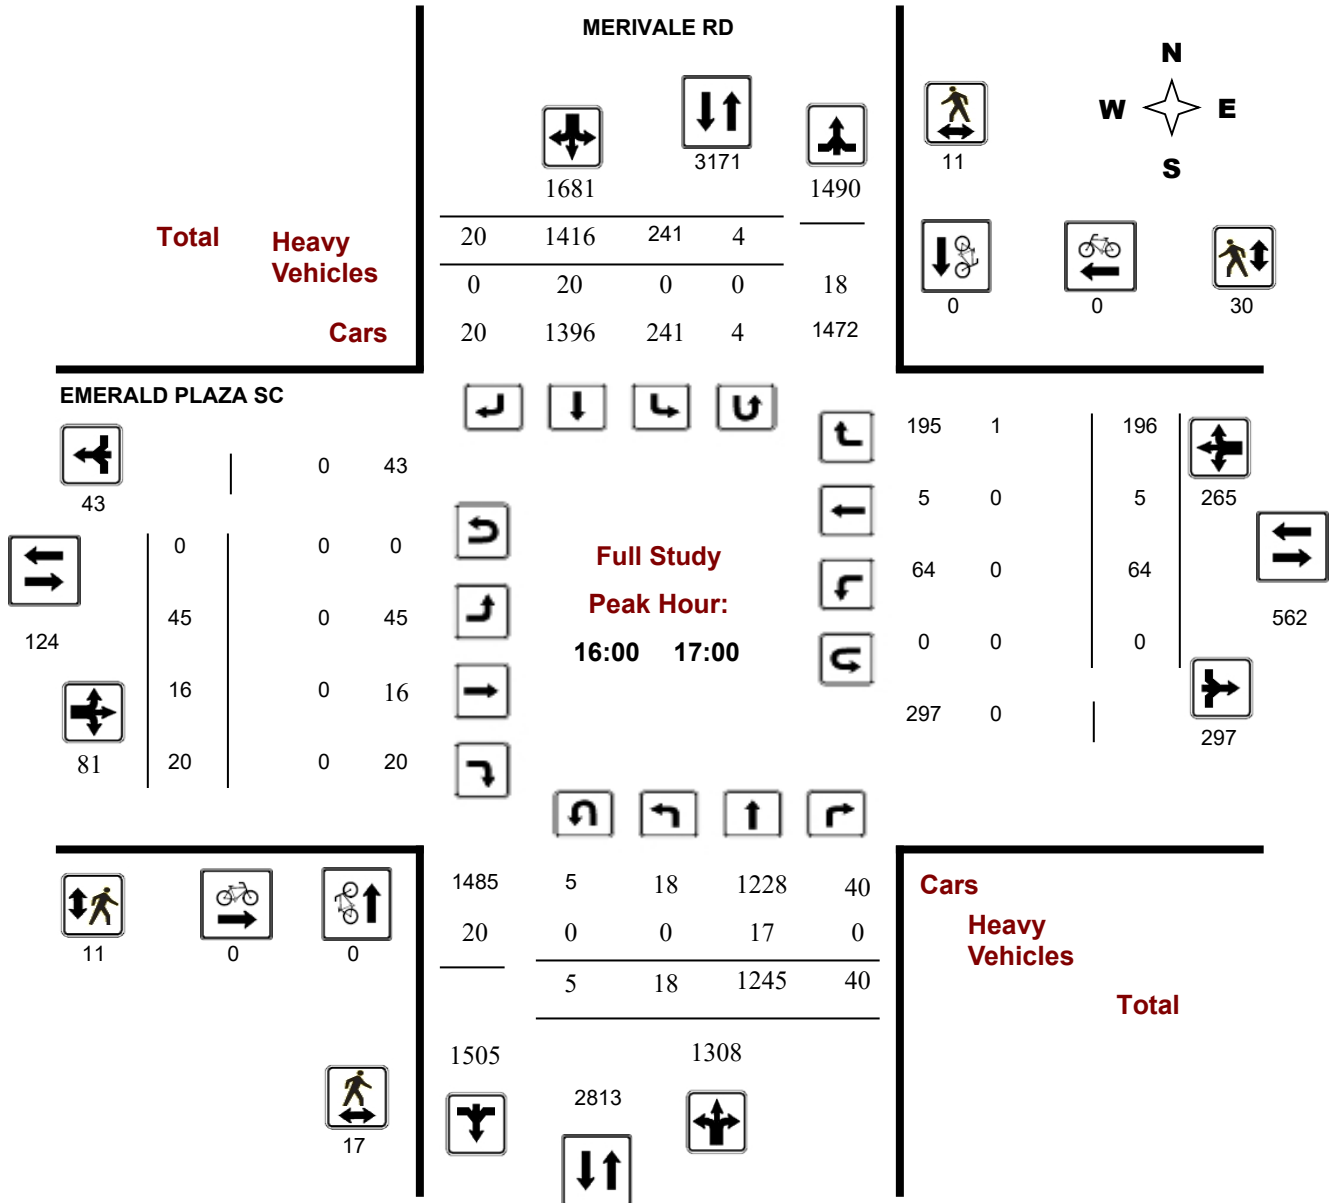 MERIVALE RD
N
W E
S
11
3171
1681 1490
Total Heavy
Vehicles
20 1416 241 4
0 20 0 0 18
Cars 20 1396 241 4 1472
0 0 30
EMERALD PLAZA SC
195 1 196
0 43
43
5 0 5 265
0 0 0
Full Study
64 0 64
45 0 45
Peak Hour:
562
124
16:00 17:00
0 0 0
16 0 16
297 0
297
81 20 0 20
1485 5 18 1228 40
Cars
20 0 0 17 0
Heavy
Vehicles
11 0 0
5 18 1245 40
Total
1505 1308
2813
17